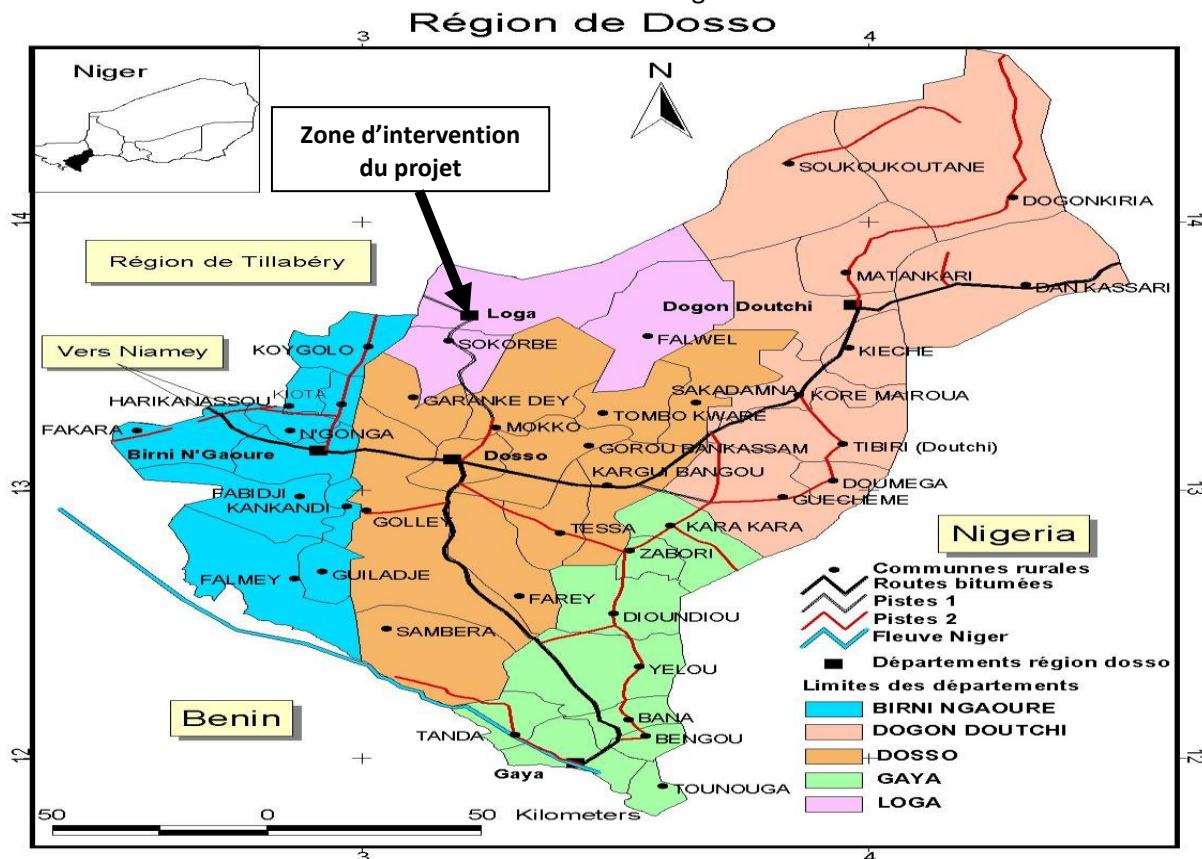 Région de Dosso
3
4
Niger
N
Zone d'intervention
du projet
SOUKOUKOUTANE
DOGONKIRIA
14
14
Région de Tillabéry
MATANKARI
DAN KASSARI
Loga
Dogon Doutchi
SOKORBE
FALWEL
Vers Niamey
KOYGOLO
KIECHE
KIOTA
HARIKANASSOU
GARANKE DEY
SAKADAMNA
KORE MAIROUA
TOMBO KWARE
FAKARA
N'GONGA
MOKKO
GOROU BANKASSAM
TIBIRI (Doutchi)
Birni N'Gaoure
Dosso
KARGUI BANGOU
DOUMEGA
13
13
FABIDJI
GUECHEME
KANKANDI
GOLLEY
TESSA
KARA KARA
ZABORI
Nigeria
FALMEY
GUILADJE
FAREY
DIOUNDIOU
SAMBERA
YELOU
Benin
BANA
TANDA
BENGOU
12
12
Gaya
TOUNOUGA
Communnes rurales
Routes bitumées
Pistes 1
Pistes 2
Fleuve Niger
Départements région dosso
Limites des départements
BIRNI NGAOURE
DOGON DOUTCHI
DOSSO
GAYA
LOGA
50 0 50 Kilometers
3
4